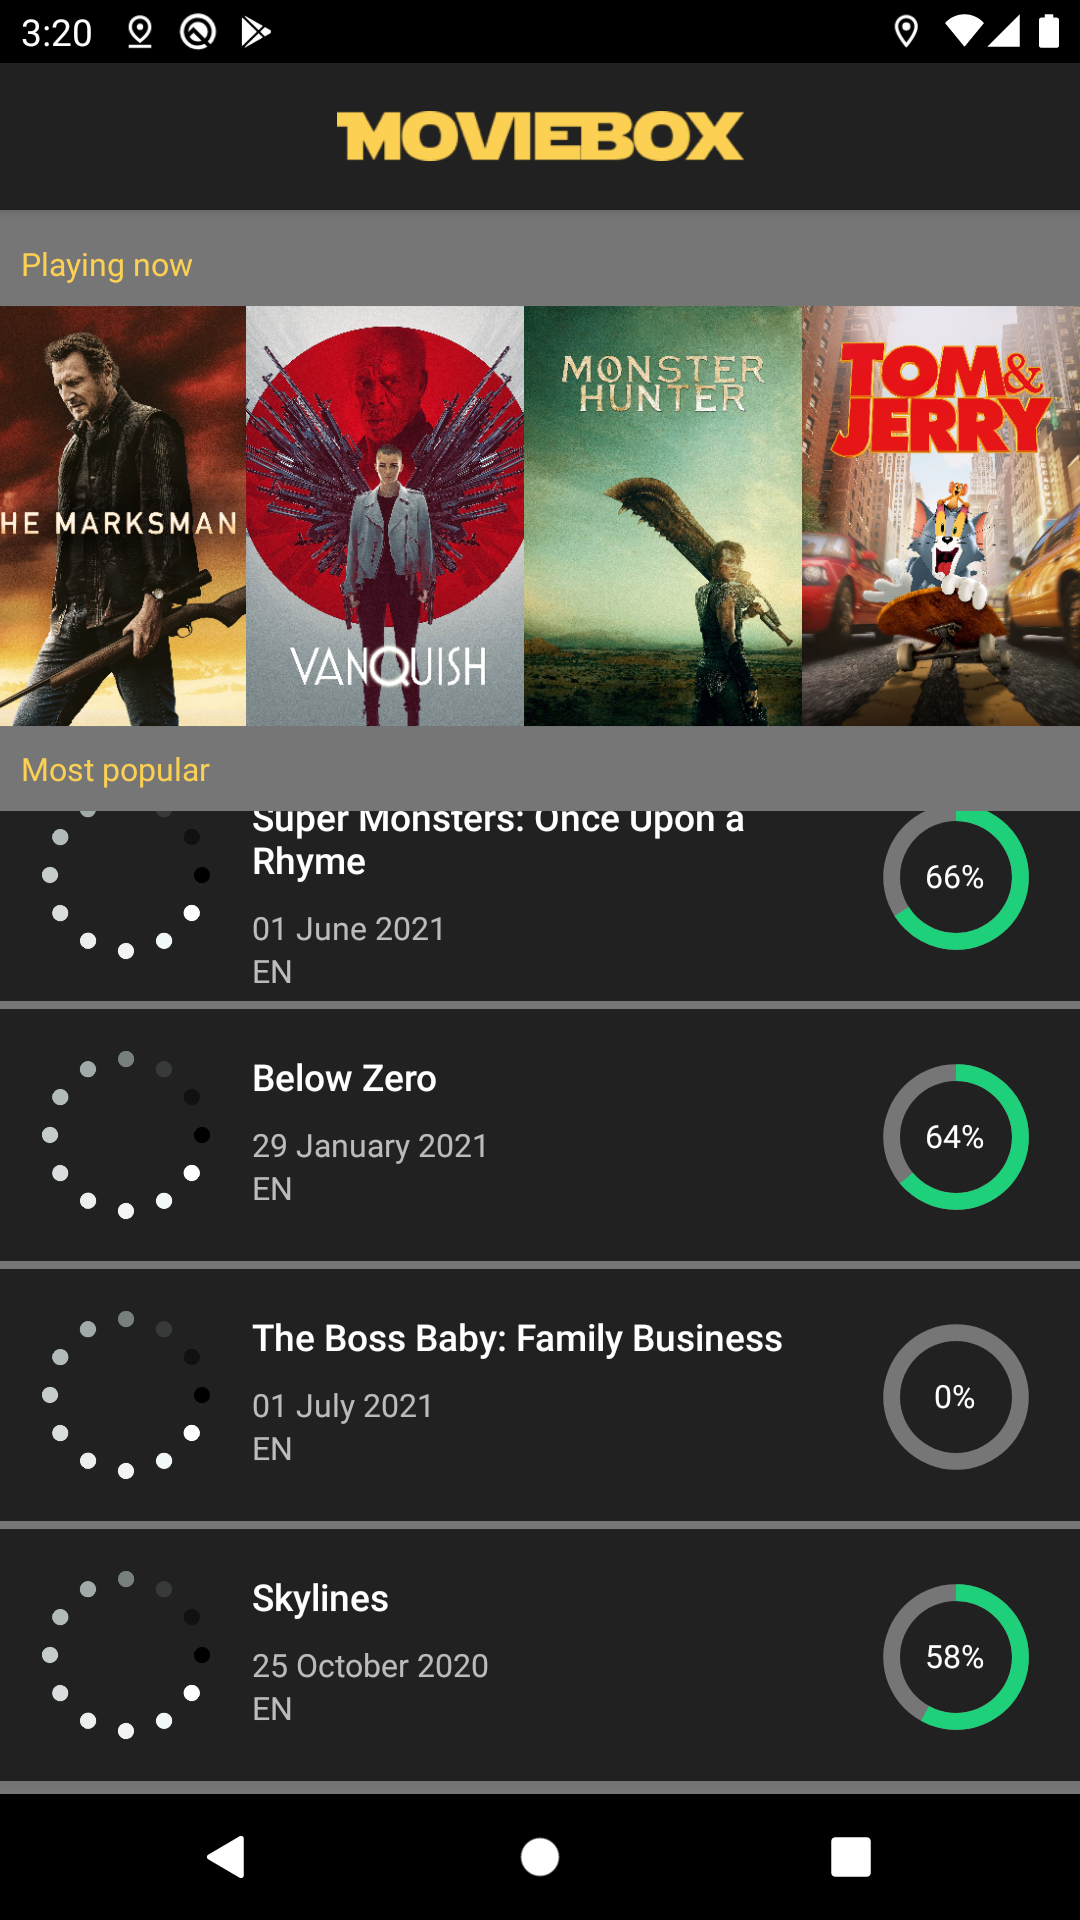 3:20
MOVIEBOX
Playing now
HE MARKSMAN
VANQUISH
MONSTER
HUNTER
TOM&
JERRY
Most popular
Super Monsters: Once Upon a
Rhyme
01 June 2021
EN
66%
Below Zero
29 January 2021
EN
64%
The Boss Baby: Family Business
01 July 2021
EN
0%
Skylines
25 October 2020
EN
58%